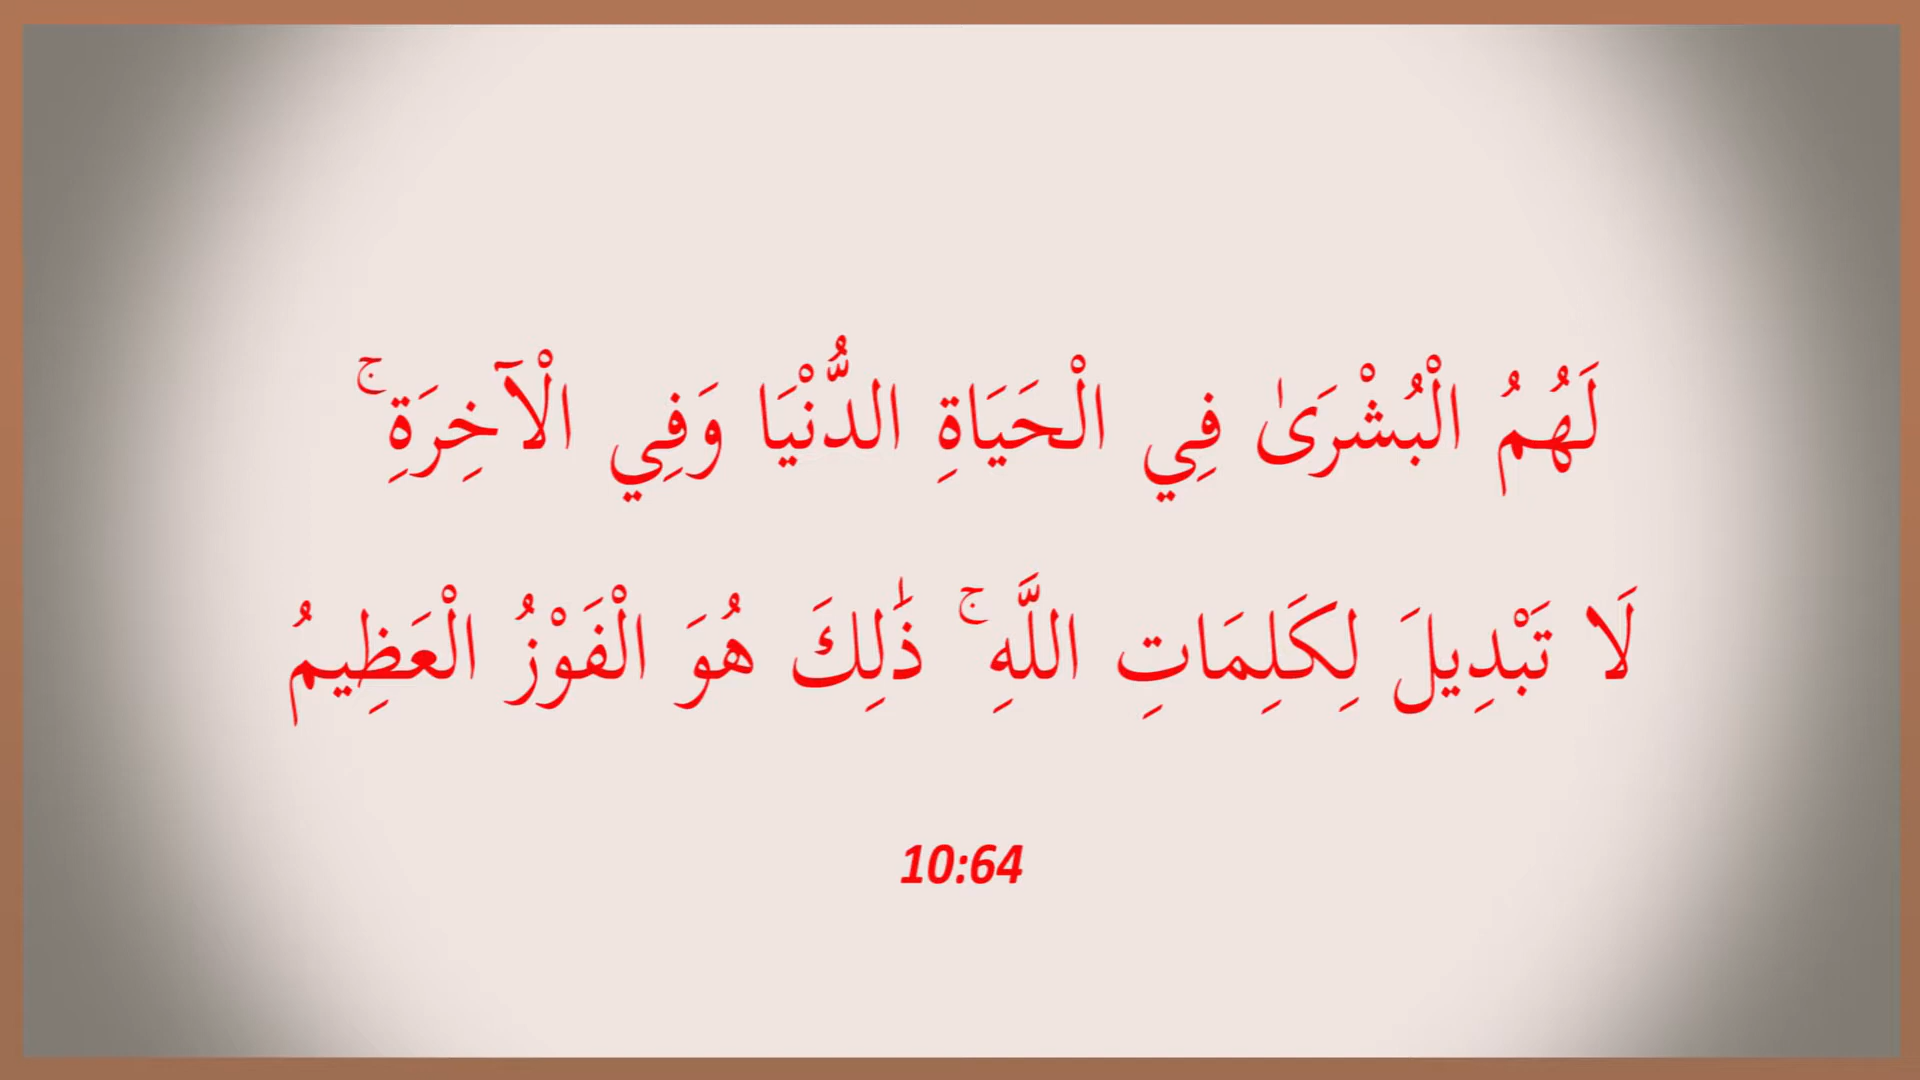 لَهُمُ الْبُشْرَىٰ فِي الْحَيَاةِ الدُّنْيَا وَفِي الْآخِرَةِ ۚ
لَا تَبْدِيلَ لِكَلِمَاتِ اللَّهِ ۚ ذَٰلِكَ هُوَ الْفَوْزُ الْعَظِيمُ
10:64